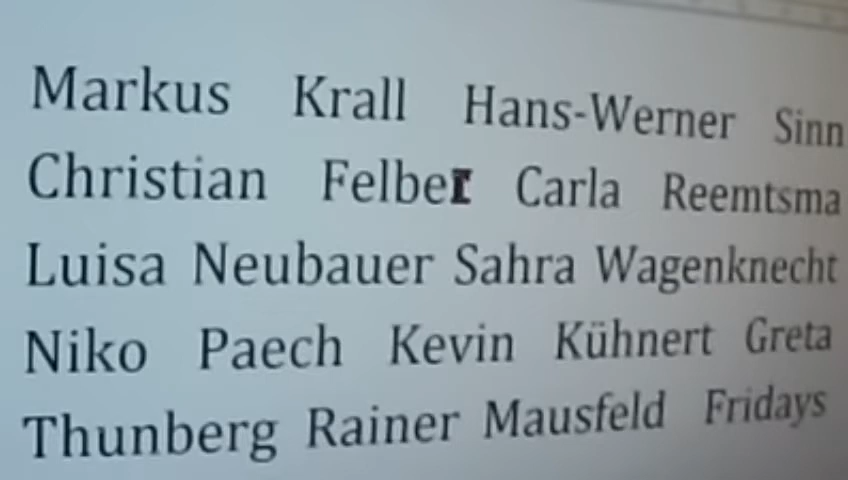 Markus Krall Hans-Werner Sinn
Christian Felber Carla Reemtsma
Luisa Neubauer Sahra Wagenknecht
Niko Paech Kevin Kühnert Greta
Thunberg Rainer Mausfeld Fridays